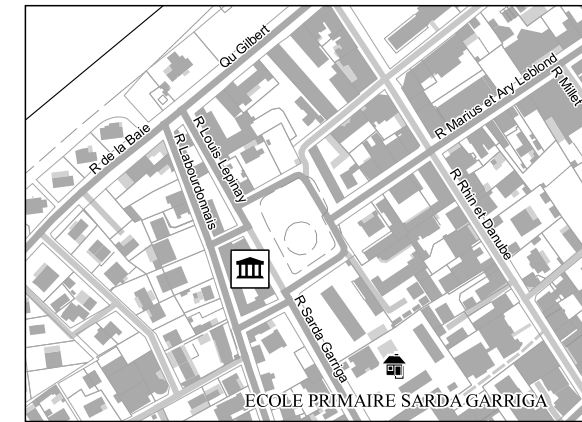 Qu Gilbert
R Marius et Ary Leblond
R Miller
R de la Baie
R Louis Lepinay
R Labourdonnais
R Rhin et Danube
R Sarda Garriga
ECOLE PRIMAIRE SARDA GARRIGA